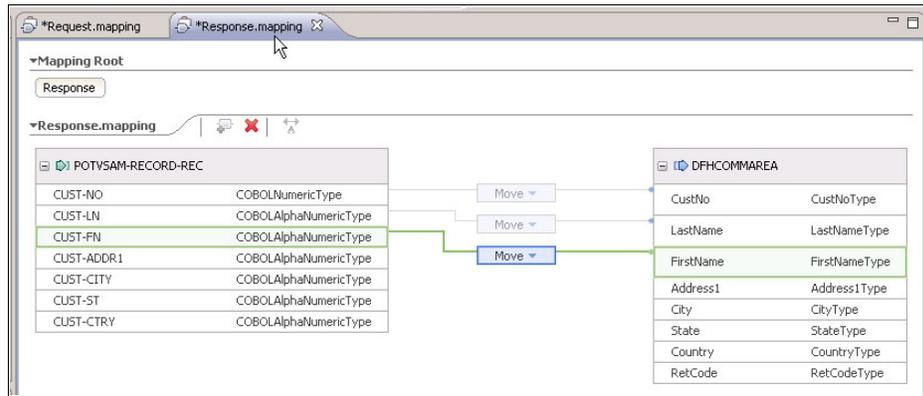 *Request.mapping *Response.mapping
Mapping Root
Response
Response.mapping
POTVSAM-RECORD-REC
CUST-NO COBOLNumericType
CUST-LN COBOLAlphaNumericType
CUST-FN COBOLAlphaNumericType
CUST-ADDR1 COBOLAlphaNumericType
CUST-CITY COBOLAlphaNumericType
CUST-ST COBOLAlphaNumericType
CUST-CTRY COBOLAlphaNumericType
Move
Move
Move
DFHCOMMAREA
CustNo CustNoType
LastName LastNameType
FirstName FirstNameType
Address1 Address1Type
City CityType
State StateType
Country CountryType
RetCode RetCodeType